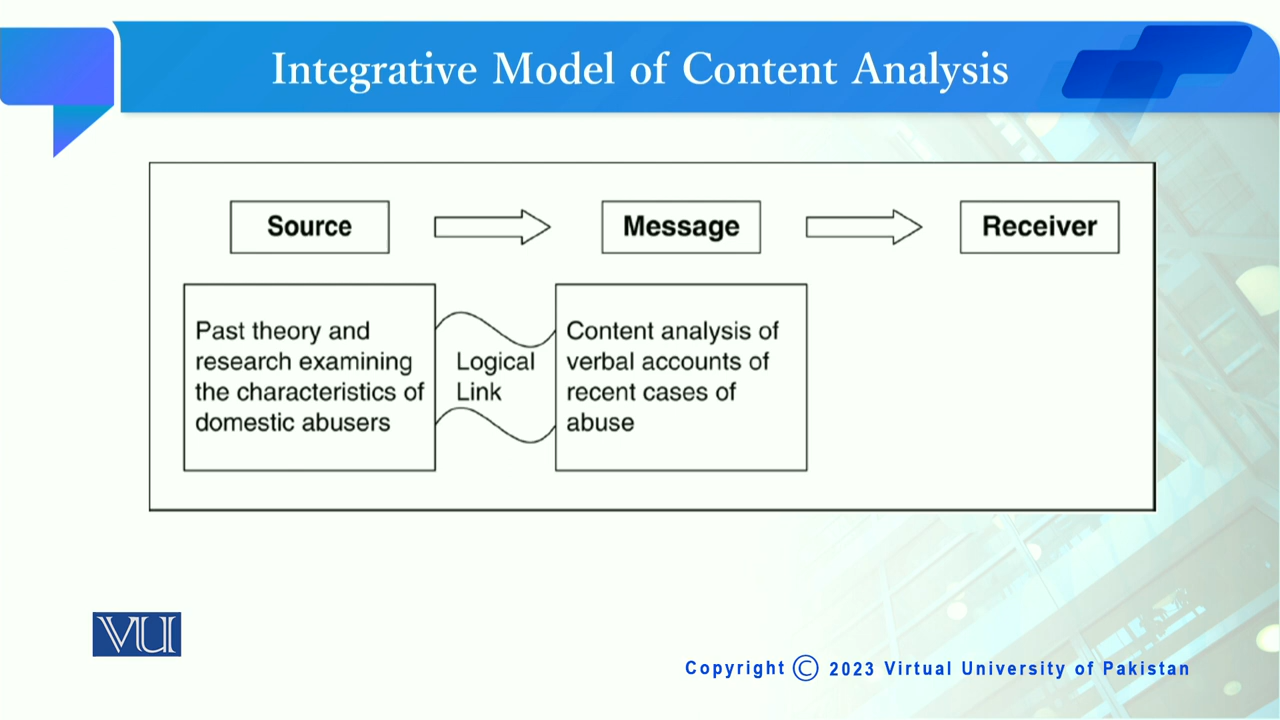 Integrative Model of Content Analysis
Source
Message
Receiver
Past theory and
research examining
the characteristics of
domestic abusers
Logical
Link
Content analysis of
verbal accounts of
recent cases of
abuse
VU
Copyright © 2023 Virtual University of Pakistan